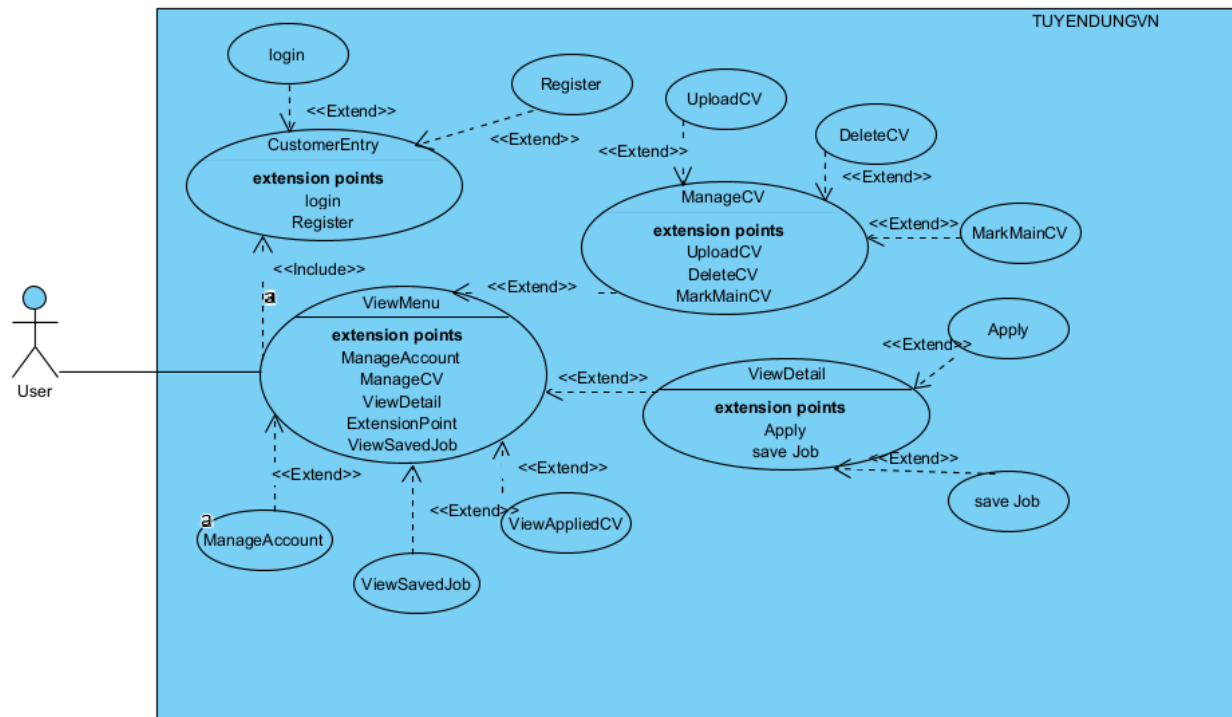 TUYENDUNGVN
login
Register
UploadCV
DeleteCV
MarkMainCV
<<Extend>>
<<Extend>>
<<Extend>>
<<Extend>>
<<Extend>>
CustomerEntry
extension points
login
Register
ManageCV
extension points
UploadCV
DeleteCV
MarkMainCV
<<Include>>
a
<<Extend>>
User
ViewMenu
extension points
ManageAccount
ManageCV
ViewDetail
ExtensionPoint
ViewSavedJob
<<Extend>>
ViewDetail
extension points
Apply
save Job
<<Extend>>
Apply
<<Extend>>
save Job
<<Extend>>
<<Extend>>
<<Extend>>
a
ManageAccount
ViewSavedJob
ViewAppliedCV